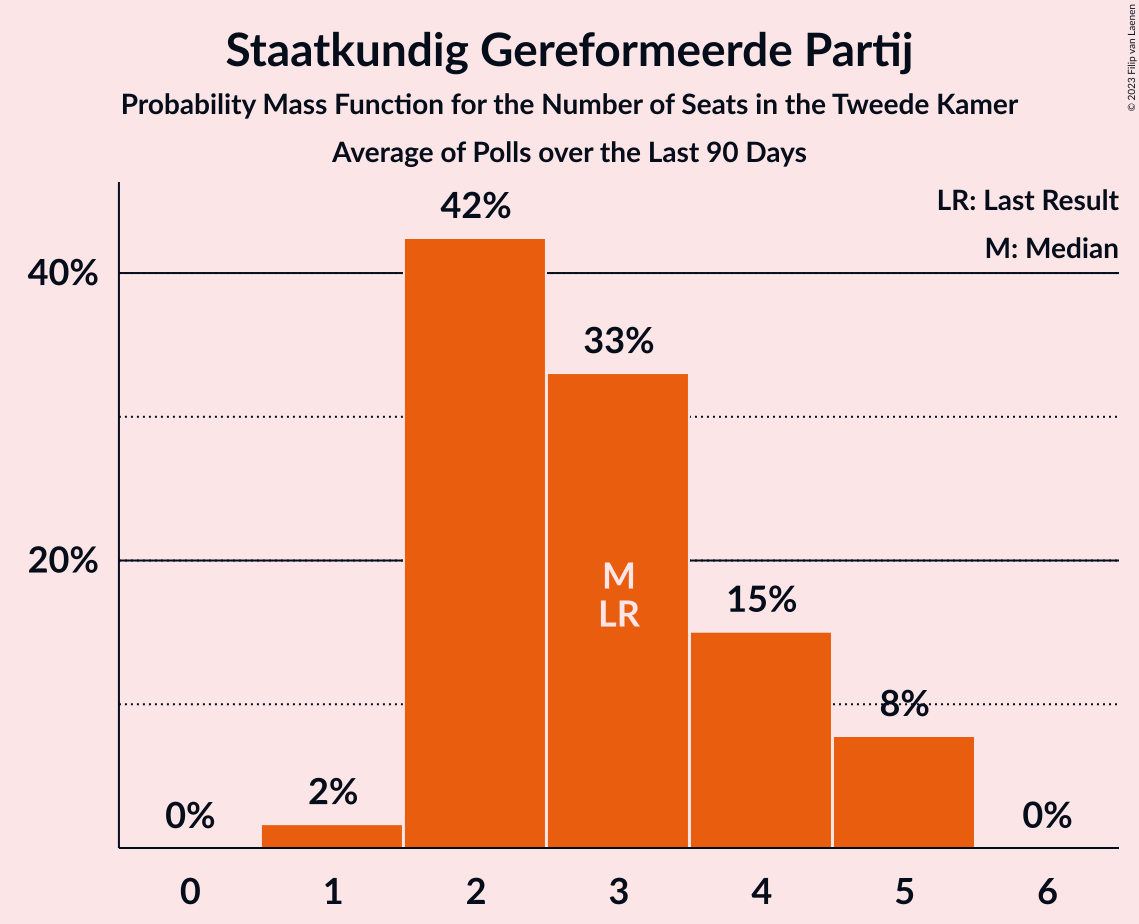 Staatkundig Gereformeerde Partij
Probability Mass Function for the Number of Seats in the Tweede Kamer
Average of Polls over the Last 90 Days
© 2023 Filip van Laenen
LR: Last Result
M: Median
42%
40%
33%
20%
M
LR
15%
8%
2%
0%
0%
0 1 2 3 4 5 6